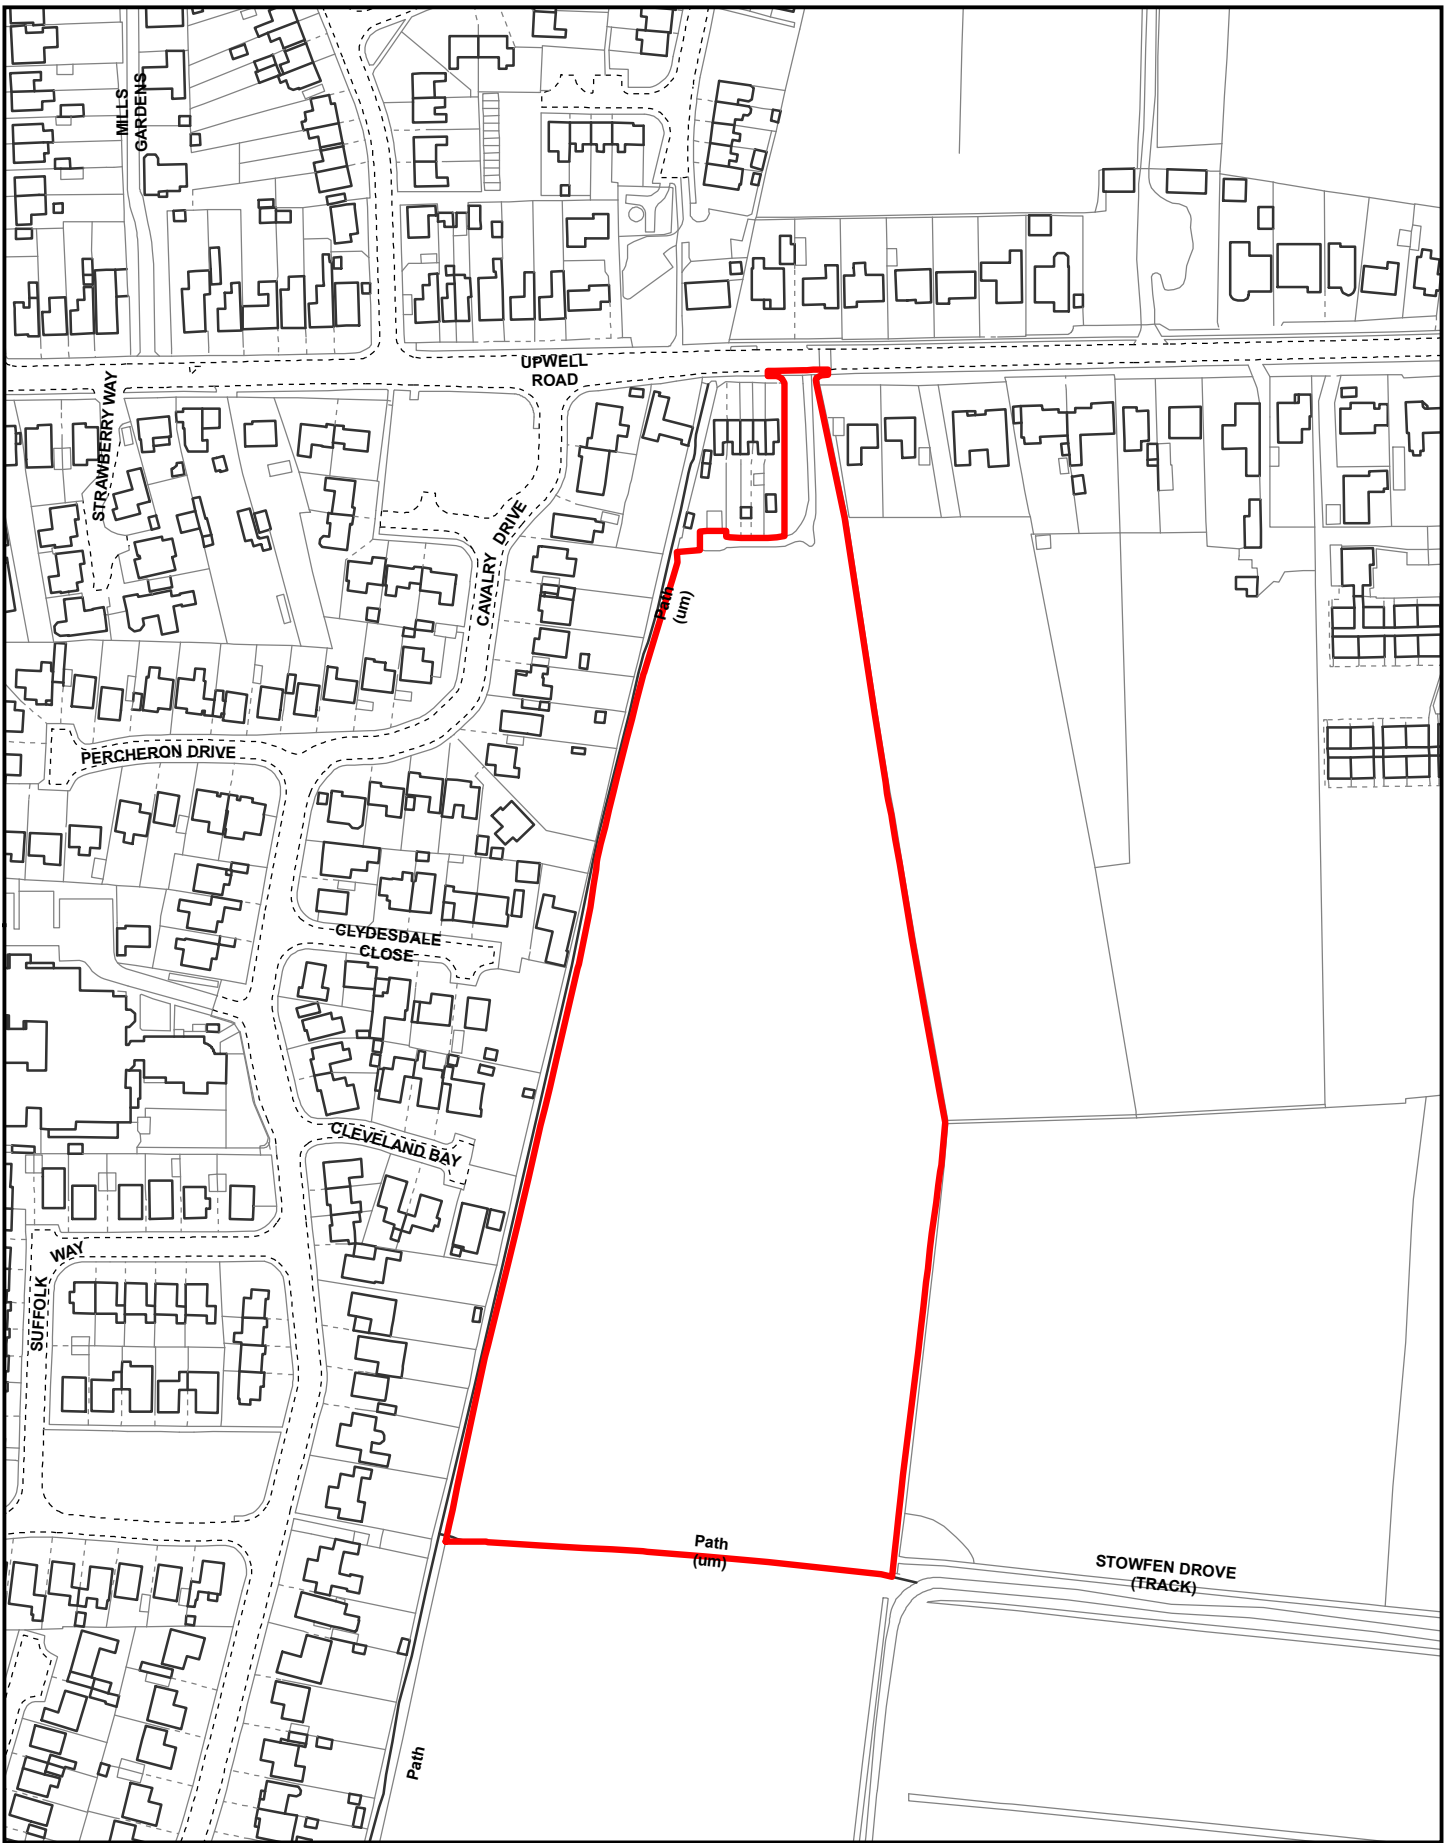 MILLS
GARDENS
UPWELL
ROAD
STRAWBERRY WAY
CAVALRY DRIVE
Path
(um)
PERCHERON DRIVE
CLYDESDALE
CLOSE
CLEVELAND BAY
SUFFOLK WAY
Path
(um)
STOWFEN DROVE
(TRACK)
Path